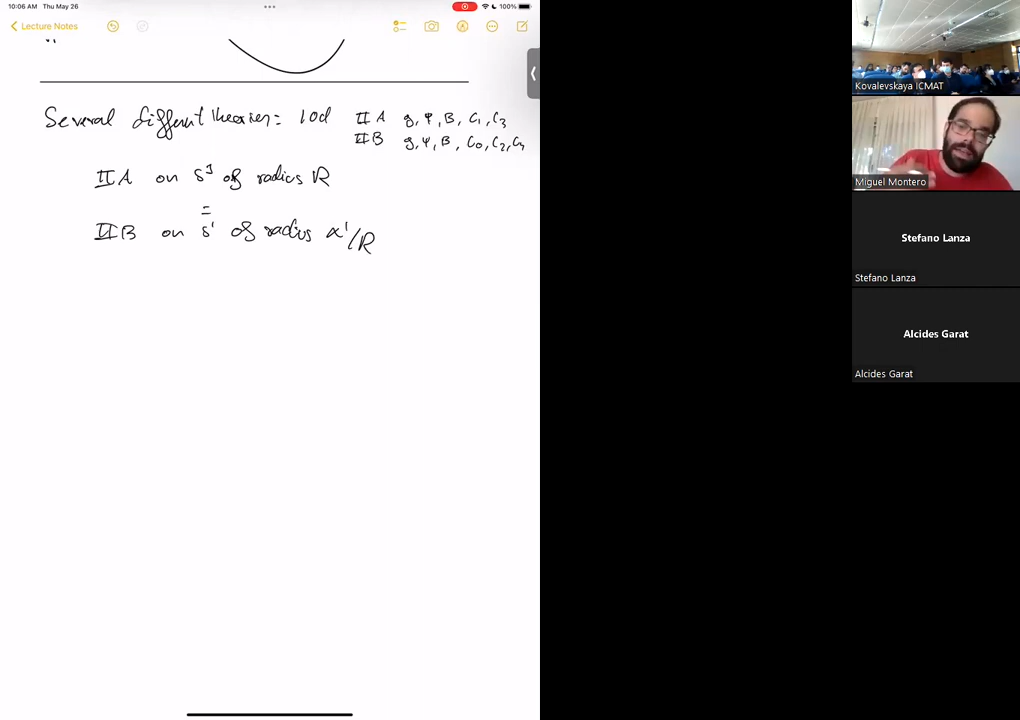 10:06 AM Thu May 26
100%
Lecture Notes
Several different theories: 10d IIA g, φ, B, C₁, C₃
IIB g, φ, B, C₀, C₂, C₄
IIA on S¹ of radius R
=
IIB on S¹ of radius α'/R
Kovalevskaya ICMAT
Miguel Montero
Stefano Lanza
Stefano Lanza
Alcides Garat
Alcides Garat